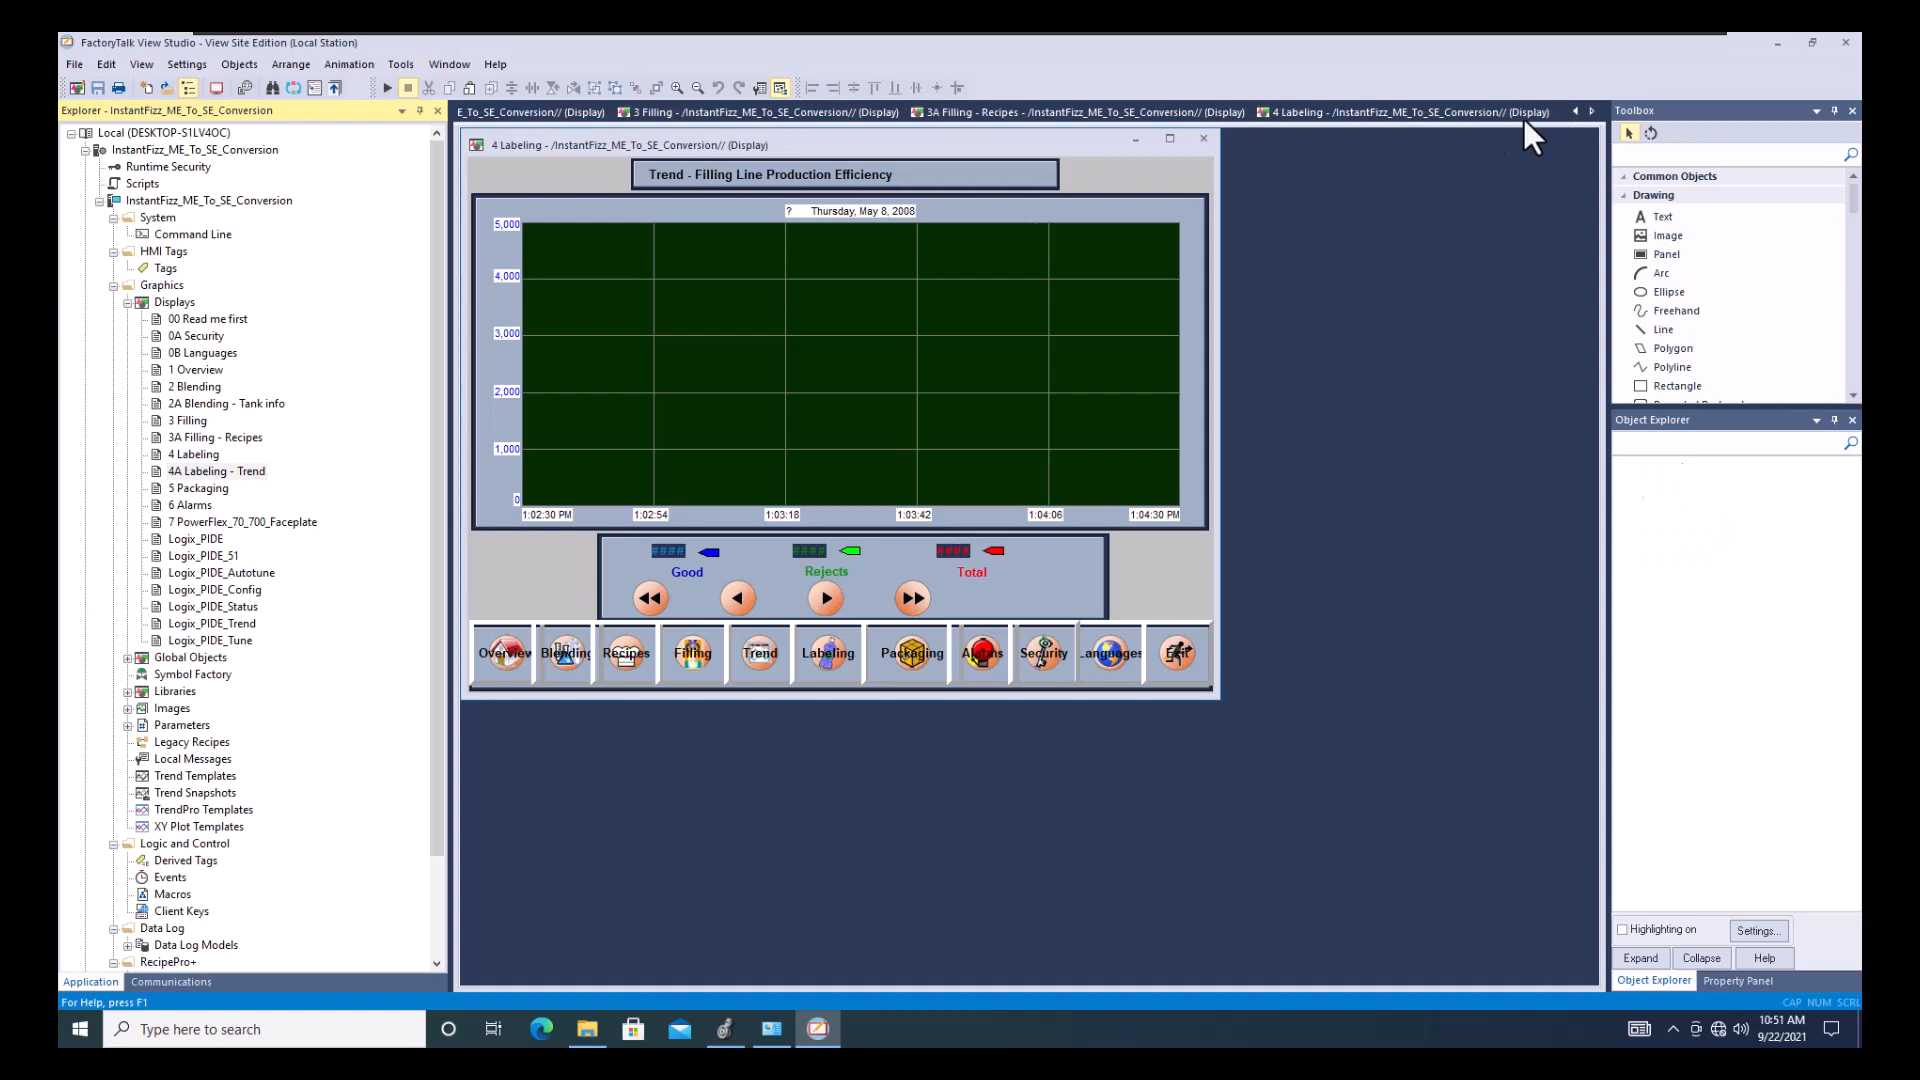 FactoryTalk View Studio - View Site Edition (Local Station)
File Edit View Settings Objects Arrange Animation Tools Window Help
Explorer - InstantFizz_ME_To_SE_Conversion
Local (DESKTOP-S1LV4OC)
InstantFizz_ME_To_SE_Conversion
Runtime Security
Scripts
InstantFizz_ME_To_SE_Conversion
System
Command Line
HMI Tags
Tags
Graphics
Displays
00 Read me first
0A Security
0B Languages
1 Overview
2 Blending
2A Blending - Tank info
3 Filling
3A Filling - Recipes
4 Labeling
4A Labeling - Trend
5 Packaging
6 Alarms
7 PowerFlex_70_700_Faceplate
Logix_PIDE
Logix_PIDE_51
Logix_PIDE_Autotune
Logix_PIDE_Config
Logix_PIDE_Status
Logix_PIDE_Trend
Logix_PIDE_Tune
Global Objects
Symbol Factory
Libraries
Images
Parameters
Legacy Recipes
Local Messages
Trend Templates
Trend Snapshots
TrendPro Templates
XY Plot Templates
Logic and Control
Derived Tags
Events
Macros
Client Keys
Data Log
Data Log Models
RecipePro+
Application Communications
E_To_SE_Conversion// (Display) 3 Filling - /InstantFizz_ME_To_SE_Conversion// (Display) 3A Filling - Recipes - /InstantFizz_ME_To_SE_Conversion// (Display) 4 Labeling - /InstantFizz_ME_To_SE_Conversion// (Display)
4 Labeling - /InstantFizz_ME_To_SE_Conversion// (Display)
Trend - Filling Line Production Efficiency
? Thursday, May 8, 2008
5,000
4,000
3,000
2,000
1,000
0
1:02:30 PM 1:02:54 1:03:18 1:03:42 1:04:06 1:04:30 PM
#### #### ####
Good Rejects Total
Overview Blending Recipes Filling Trend Labeling Packaging Alarms Security Languages Exit
Toolbox
Common Objects
Drawing
Text
Image
Panel
Arc
Ellipse
Freehand
Line
Polygon
Polyline
Rectangle
Object Explorer
Highlighting on Settings...
Expand Collapse Help
Object Explorer Property Panel
For Help, press F1
CAP NUM SCRL
Type here to search
10:51 AM
9/22/2021